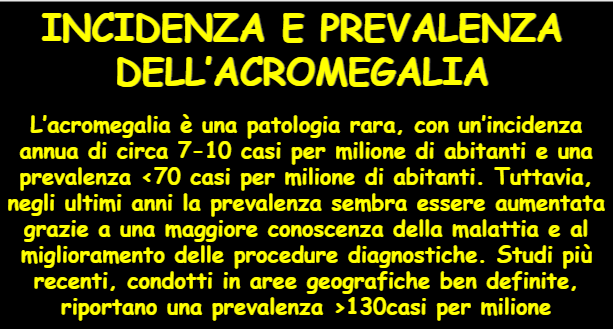 INCIDENZA E PREVALENZA
DELL'ACROMEGALIA
L'acromegalia è una patologia rara, con un'incidenza
annua di circa 7-10 casi per milione di abitanti e una
prevalenza <70 casi per milione di abitanti. Tuttavia,
negli ultimi anni la prevalenza sembra essere aumentata
grazie a una maggiore conoscenza della malattia e al
miglioramento delle procedure diagnostiche. Studi più
recenti, condotti in aree geografiche ben definite,
riportano una prevalenza >130casi per milione